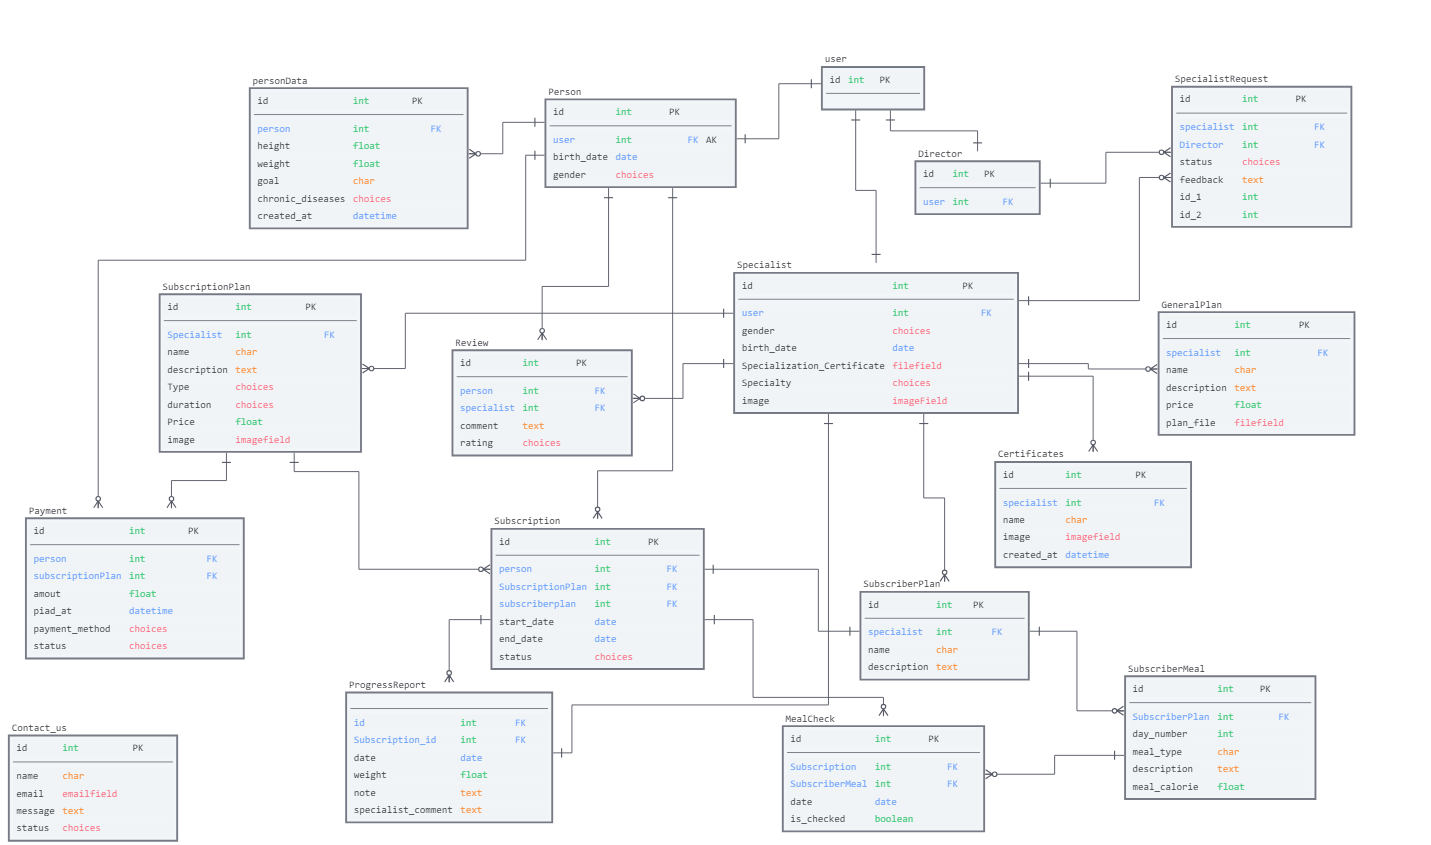 user
id int PK
personData
id int PK
person int FK
height float
weight float
goal char
chronic_diseases choices
created_at datetime
Person
id int PK
user int FK AK
birth_date date
gender choices
SpecialistRequest
id int PK
specialist int FK
Director int FK
status choices
feedback text
id_1 int
id_2 int
Director
id int PK
user int FK
Specialist
id int PK
user int FK
gender choices
birth_date date
Specialization_Certificate filefield
Specialty choices
image imageField
SubscriptionPlan
id int PK
Specialist int FK
name char
description text
Type choices
duration choices
Price float
image imagefield
GeneralPlan
id int PK
specialist int FK
name char
description text
price float
plan_file filefield
Review
id int PK
person int FK
specialist int FK
comment text
rating choices
Certificates
id int PK
specialist int FK
name char
image imagefield
created_at datetime
Payment
id int PK
person int FK
subscriptionPlan int FK
amout float
piad_at datetime
payment_method choices
status choices
Subscription
id int PK
person int FK
SubscriptionPlan int FK
subscriberplan int FK
start_date date
end_date date
status choices
SubscriberPlan
id int PK
specialist int FK
name char
description text
SubscriberMeal
id int PK
SubscriberPlan int FK
day_number int
meal_type char
description text
meal_calorie float
ProgressReport
id int FK
Subscription_id int FK
date date
weight float
note text
specialist_comment text
MealCheck
id int PK
Subscription int FK
SubscriberMeal int FK
date date
is_checked boolean
Contact_us
id int PK
name char
email emailfield
message text
status choices